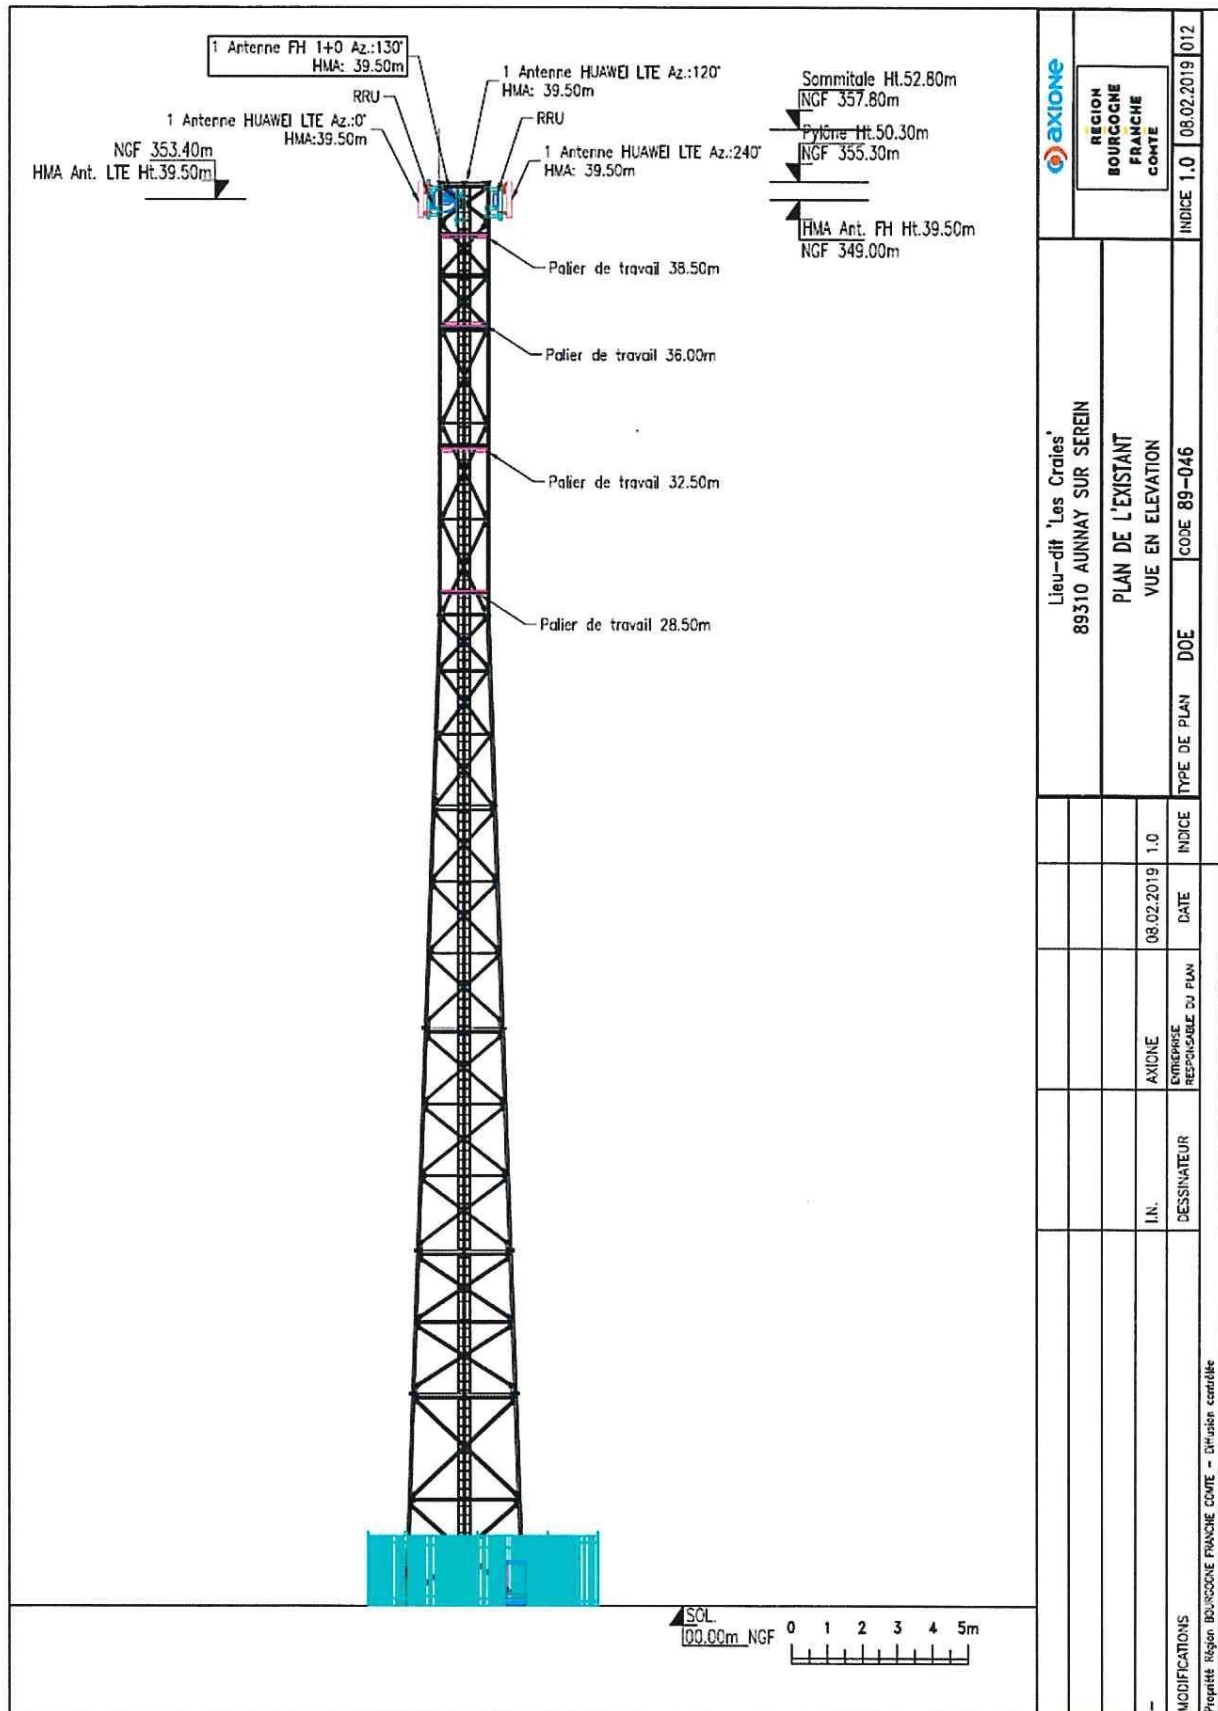 1 Antenne FH 1+0 Az.:130°
HMA: 39.50m
1 Antenne HUAWEI LTE Az.:120°
HMA: 39.50m
RRU
RRU
1 Antenne HUAWEI LTE Az.:0°
HMA:39.50m
1 Antenne HUAWEI LTE Az.:240°
HMA: 39.50m
NGF 353.40m
HMA Ant. LTE Ht.39.50m
Sommitale Ht.52.80m
NGF 357.80m
Pylône Ht.50.30m
NGF 355.30m
HMA Ant. FH Ht.39.50m
NGF 349.00m
Palier de travail 38.50m
Palier de travail 36.00m
Palier de travail 32.50m
Palier de travail 28.50m
SOL.
00.00m NGF
0 1 2 3 4 5m
axione
REGION
BOURGOGNE
FRANCHE
COMTE
INDICE 1.0
08.02.2019
012
Lieu-dit 'Les Craies'
89310 AUNNAY SUR SEREIN
PLAN DE L'EXISTANT
VUE EN ELEVATION
TYPE DE PLAN DOE
CODE 89-046
- I.N. AXIONE 08.02.2019 1.0
MODIFICATIONS DESSINATEUR ENTREPRISE RESPONSABLE DU PLAN DATE INDICE
Propriété Région BOURGOGNE FRANCHE COMTE - Diffusion contrôlée